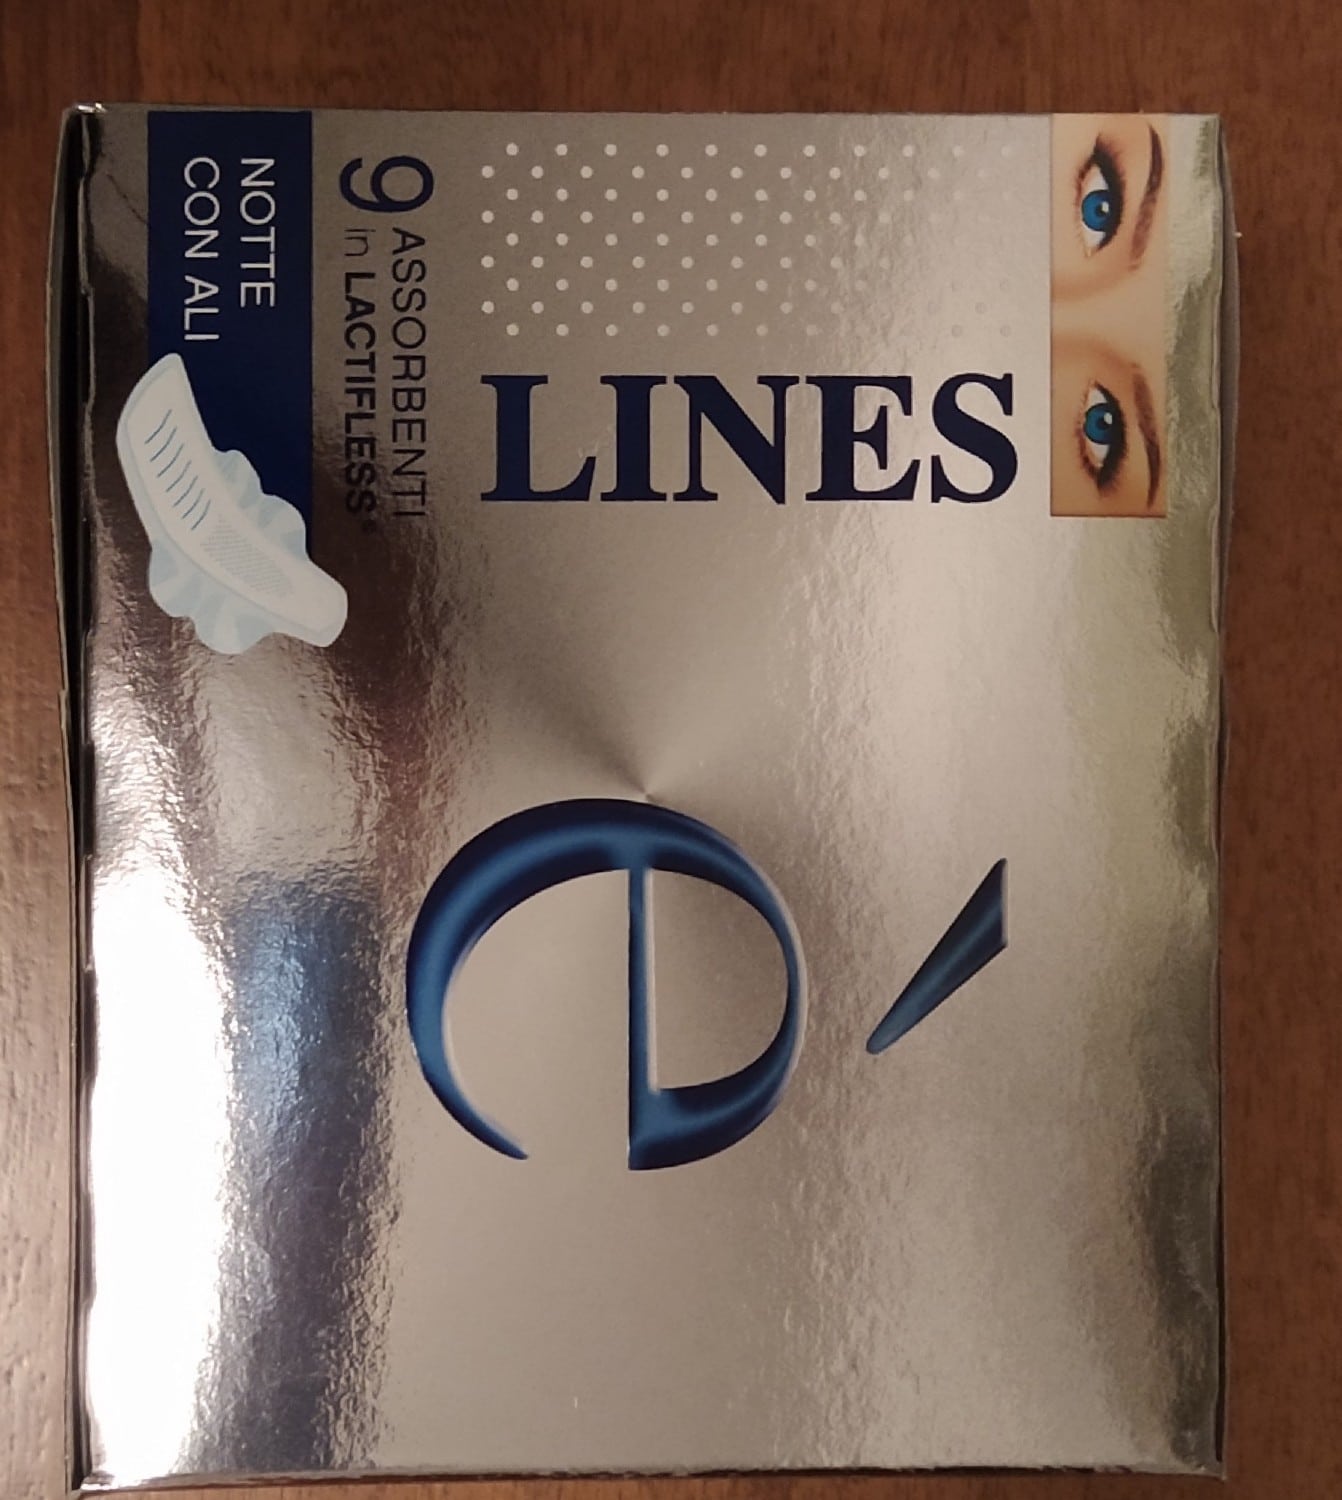 LINES
é
9 ASSORBENTI
in LACTIFLESS®
NOTTE
CON ALI